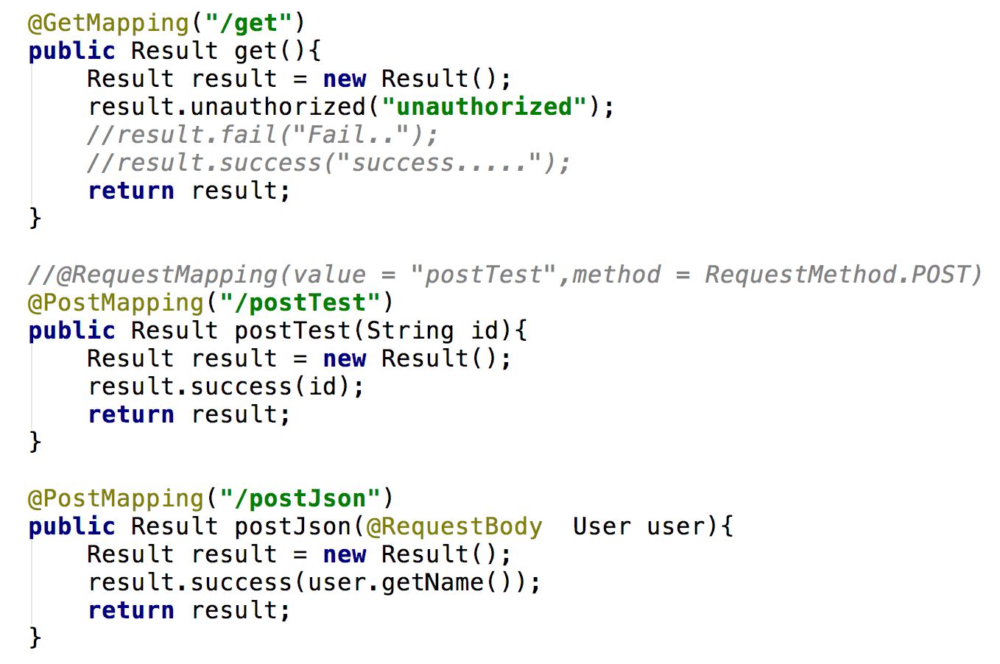 @GetMapping("/get")
public Result get(){
    Result result = new Result();
    result.unauthorized("unauthorized");
    //result.fail("Fail..");
    //result.success("success.....");
    return result;
}

//@RequestMapping(value = "postTest",method = RequestMethod.POST)
@PostMapping("/postTest")
public Result postTest(String id){
    Result result = new Result();
    result.success(id);
    return result;
}

@PostMapping("/postJson")
public Result postJson(@RequestBody  User user){
    Result result = new Result();
    result.success(user.getName());
    return result;
}